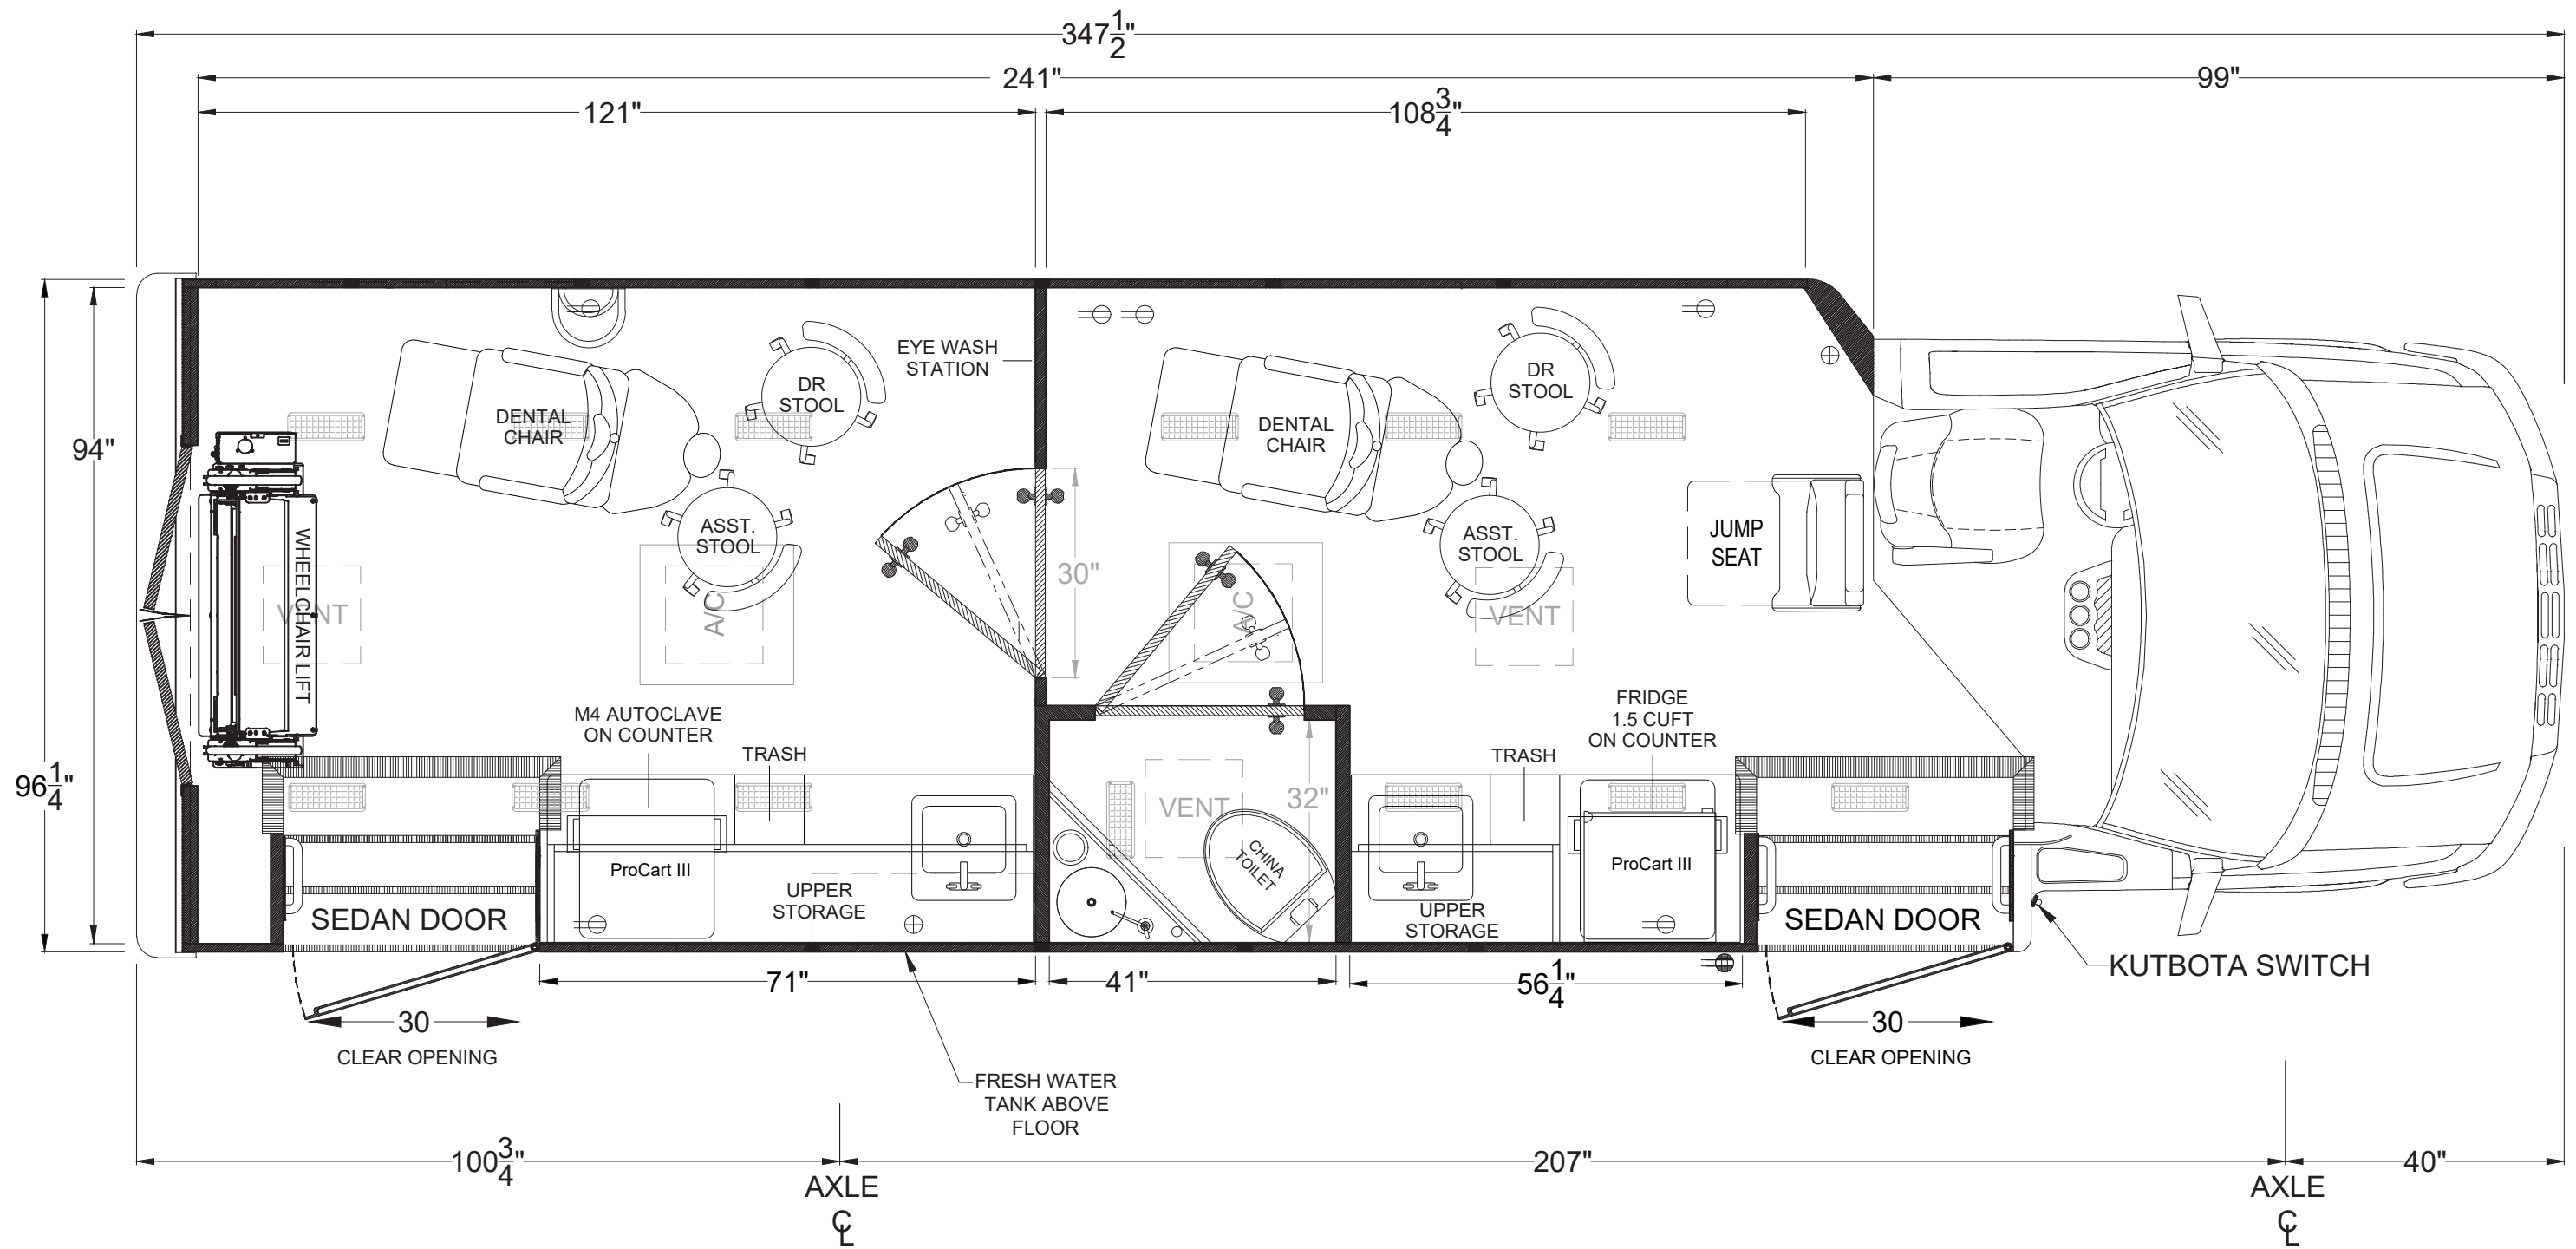 347 1/2"
241"
99"
121"
108 3/4"
94"
96 1/4"
EYE WASH
STATION
DR
STOOL
DENTAL
CHAIR
ASST.
STOOL
A/C
VENT
WHEELCHAIR LIFT
30"
DR
STOOL
DENTAL
CHAIR
ASST.
STOOL
A/C
VENT
JUMP
SEAT
M4 AUTOCLAVE
ON COUNTER
TRASH
FRIDGE
1.5 CUFT
ON COUNTER
TRASH
VENT
32"
CHINA
TOILET
ProCart III
UPPER
STORAGE
SEDAN DOOR
ProCart III
UPPER
STORAGE
SEDAN DOOR
KUTBOTA SWITCH
71"
41"
56 1/4"
30
CLEAR OPENING
30
CLEAR OPENING
FRESH WATER
TANK ABOVE
FLOOR
100 3/4"
207"
40"
AXLE
CL
AXLE
CL